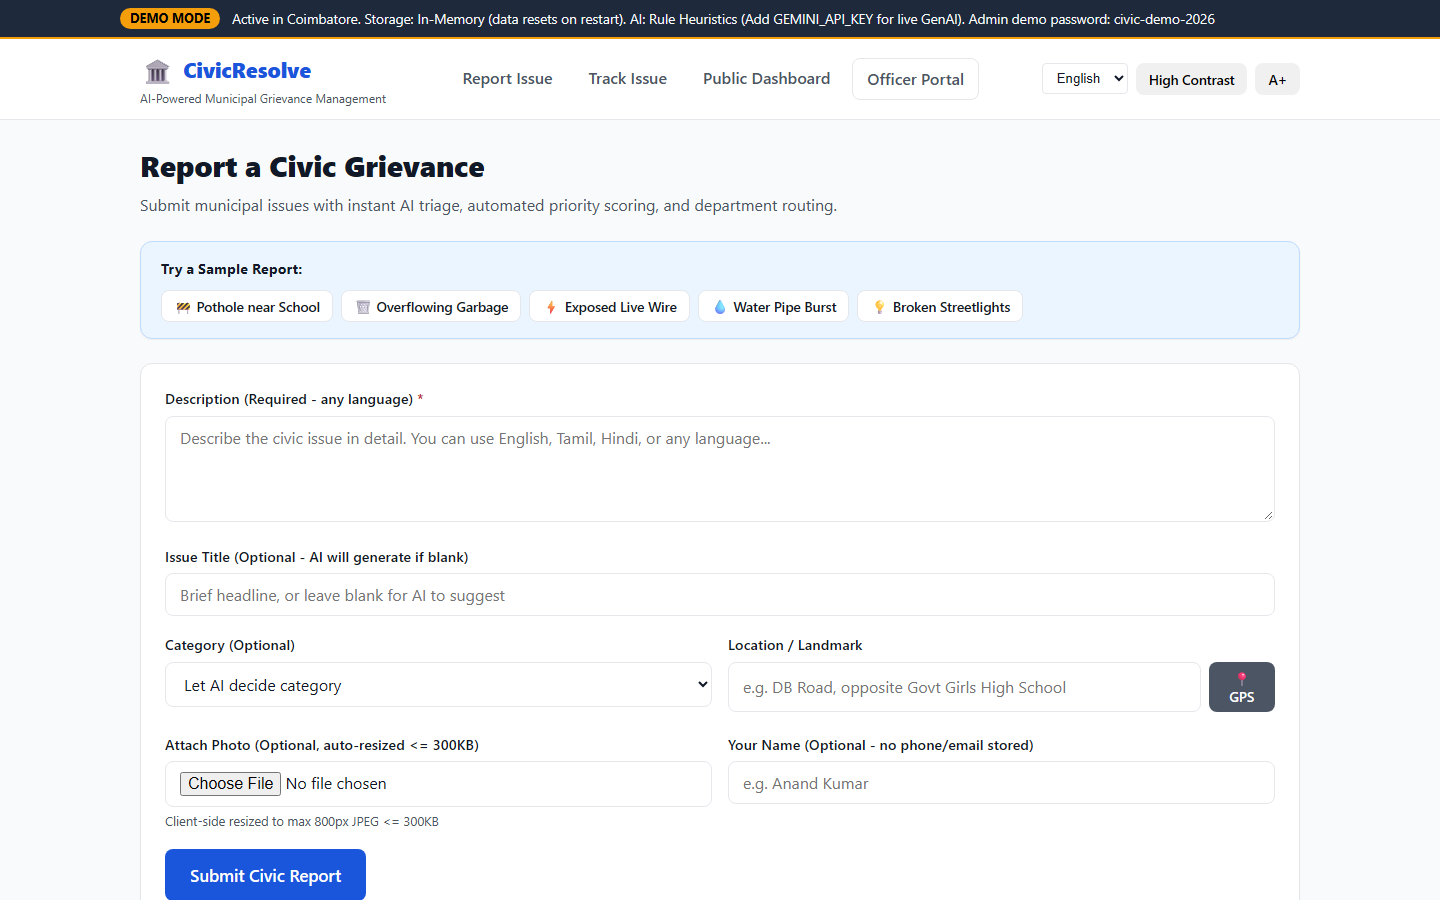 DEMO MODE Active in Coimbatore. Storage: In-Memory (data resets on restart). AI: Rule Heuristics (Add GEMINI_API_KEY for live GenAI). Admin demo password: civic-demo-2026
CivicResolve
AI-Powered Municipal Grievance Management
Report Issue Track Issue Public Dashboard Officer Portal English High Contrast A+
Report a Civic Grievance
Submit municipal issues with instant AI triage, automated priority scoring, and department routing.
Try a Sample Report:
Pothole near School Overflowing Garbage Exposed Live Wire Water Pipe Burst Broken Streetlights
Description (Required - any language) *
Describe the civic issue in detail. You can use English, Tamil, Hindi, or any language...
Issue Title (Optional - AI will generate if blank)
Brief headline, or leave blank for AI to suggest
Category (Optional) Location / Landmark
Let AI decide category e.g. DB Road, opposite Govt Girls High School GPS
Attach Photo (Optional, auto-resized <= 300KB) Your Name (Optional - no phone/email stored)
Choose File No file chosen e.g. Anand Kumar
Client-side resized to max 800px JPEG <= 300KB
Submit Civic Report